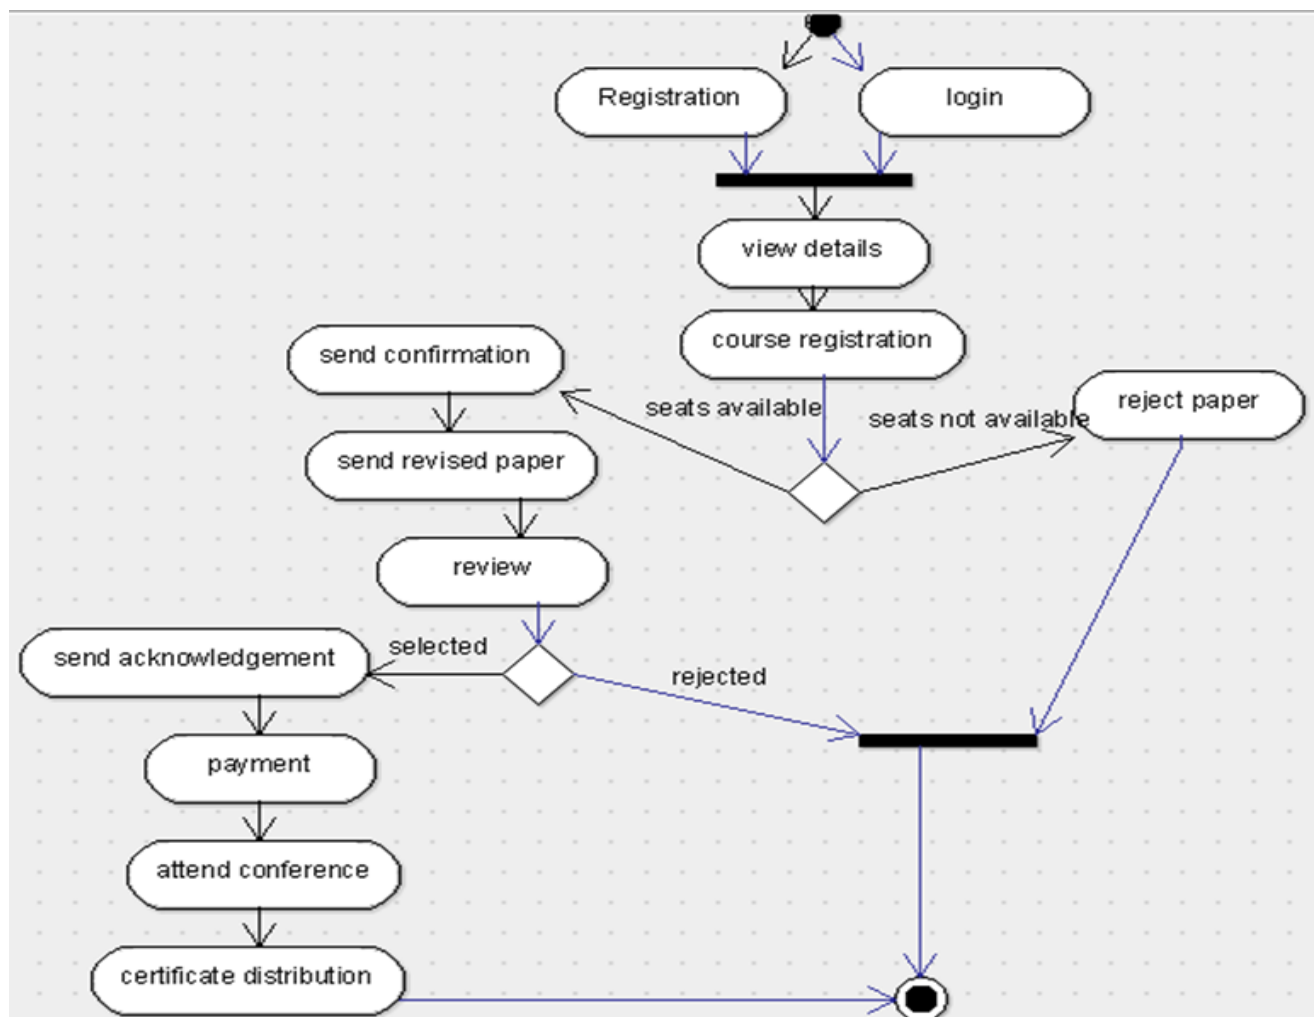 Registration
login
view details
course registration
send confirmation
seats available
seats not available
reject paper
send revised paper
review
selected
send acknowledgement
rejected
payment
attend conference
certificate distribution